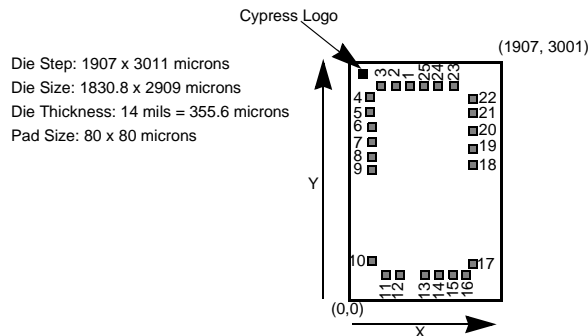 Cypress Logo
(1907, 3001)
Die Step: 1907 x 3011 microns
Die Size: 1830.8 x 2909 microns
Die Thickness: 14 mils = 355.6 microns
Pad Size: 80 x 80 microns
3 2 1 25 24 23
4
5
6
7
8
9
10
22
21
20
19
18
17
11 12 13 14 15 16
Y
(0,0)
X